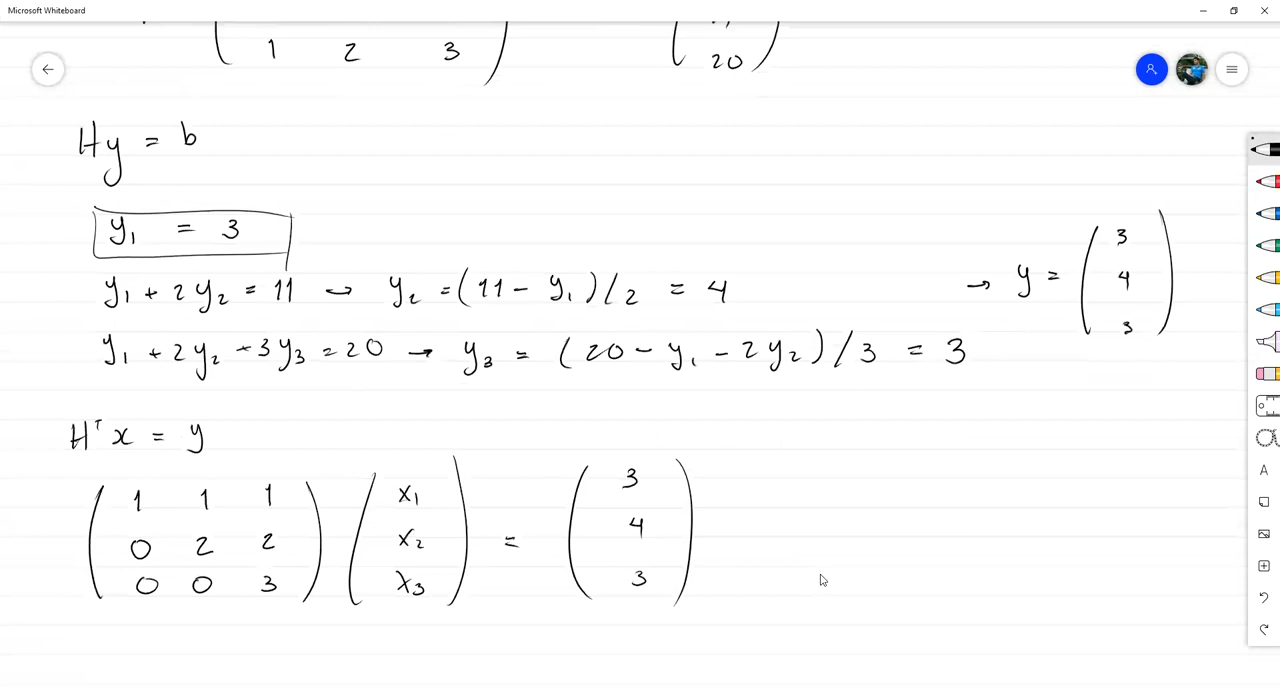 Microsoft Whiteboard
1 2 3
20
Hy = b
y₁ = 3
y₁ + 2y₂ = 11 → y₂ = (11 - y₁)/2 = 4
y₁ + 2y₂ + 3y₃ = 20 → y₃ = (20 - y₁ - 2y₂)/3 = 3
→ y = ( 3
4
3 )
Hᵀx = y
( 1 1 1 ) ( x₁ ) ( 3 )
( 0 2 2 ) ( x₂ ) = ( 4 )
( 0 0 3 ) ( x₃ ) ( 3 )
A